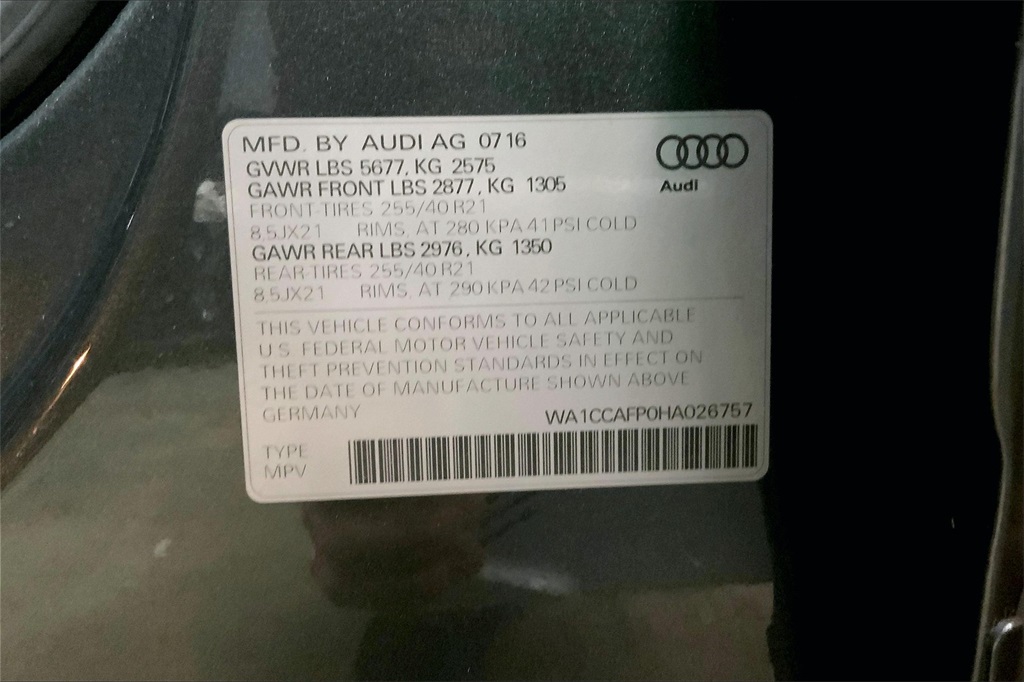 MFD. BY AUDI AG 07 16
GVWR LBS 5677, KG 2575
GAWR FRONT LBS 2877, KG 1305
FRONT-TIRES 255/40 R21
8,5JX21 RIMS, AT 280 KPA 41 PSI COLD
GAWR REAR LBS 2976, KG 1350
REAR-TIRES 255/40 R21
8,5JX21 RIMS, AT 290 KPA 42 PSI COLD
Audi
THIS VEHICLE CONFORMS TO ALL APPLICABLE
U.S. FEDERAL MOTOR VEHICLE SAFETY AND
THEFT PREVENTION STANDARDS IN EFFECT ON
THE DATE OF MANUFACTURE SHOWN ABOVE
GERMANY WA1CCAFP0HA026757
TYPE
MPV